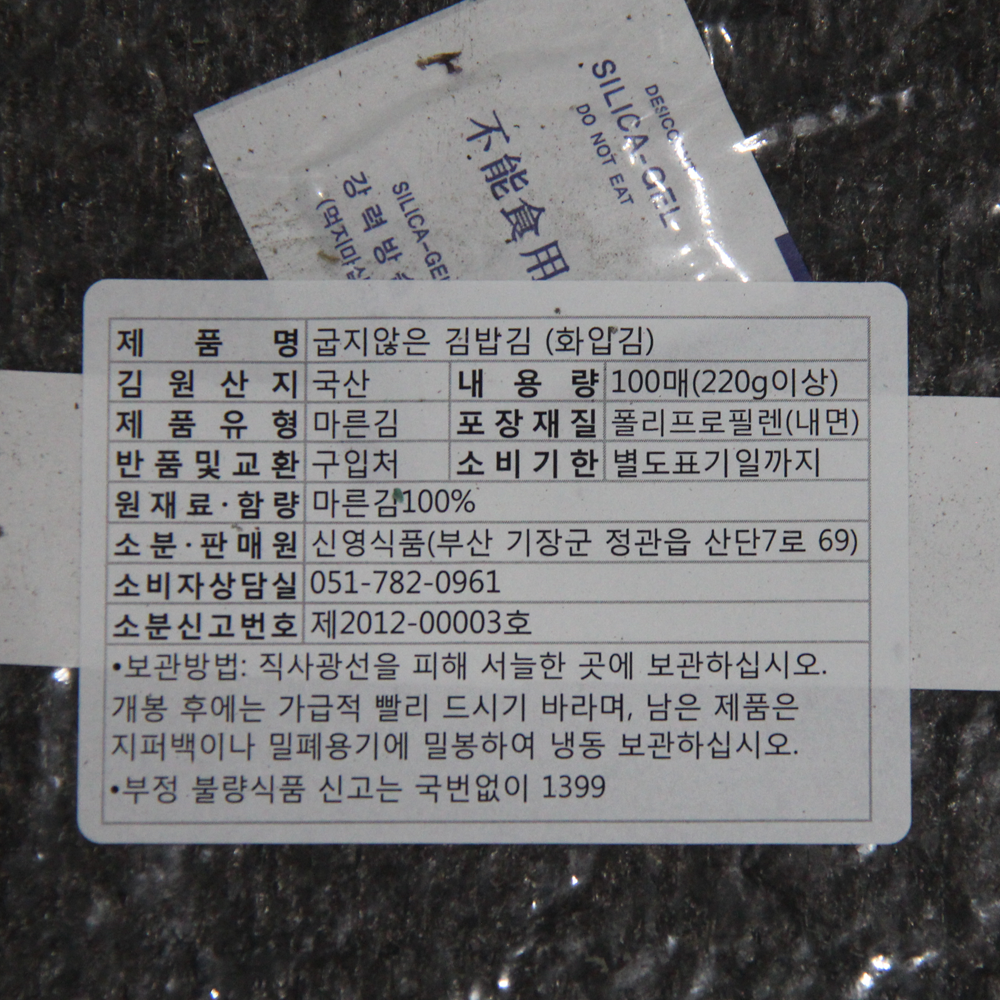 DESICCANT
SILICA-GEL
DO NOT EAT
不能食用
SILICA-GEL
강력방
(먹지마십
제품명 굽지않은 김밥김 (화입김)
김원산지 국산 내용량 100매(220g이상)
제품유형 마른김 포장재질 폴리프로필렌(내면)
반품및교환 구입처 소비기한 별도표기일까지
원재료·함량 마른김100%
소분·판매원 신영식품(부산 기장군 정관읍 산단7로 69)
소비자상담실 051-782-0961
소분신고번호 제2012-00003호
•보관방법: 직사광선을 피해 서늘한 곳에 보관하십시오.
개봉 후에는 가급적 빨리 드시기 바라며, 남은 제품은
지퍼백이나 밀폐용기에 밀봉하여 냉동 보관하십시오.
•부정 불량식품 신고는 국번없이 1399